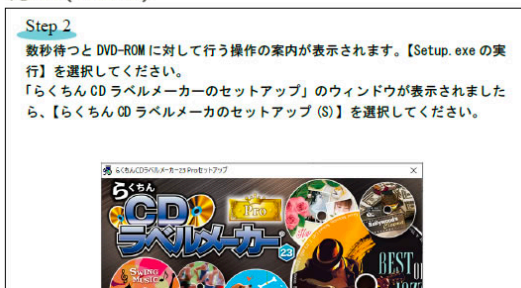 Step 2
数秒待つと DVD-ROM に対して行う操作の案内が表示されます。【Setup.exe の実
行】を選択してください。
「らくちん CD ラベルメーカーのセットアップ」のウィンドウが表示されました
ら、【らくちん CD ラベルメーカのセットアップ (S)】を選択してください。
らくちんCDラベルメーカー23 Proセットアップ
らくちん
Pro
CD
ラベルメーカー
23
SWING
MUSIC
BEST